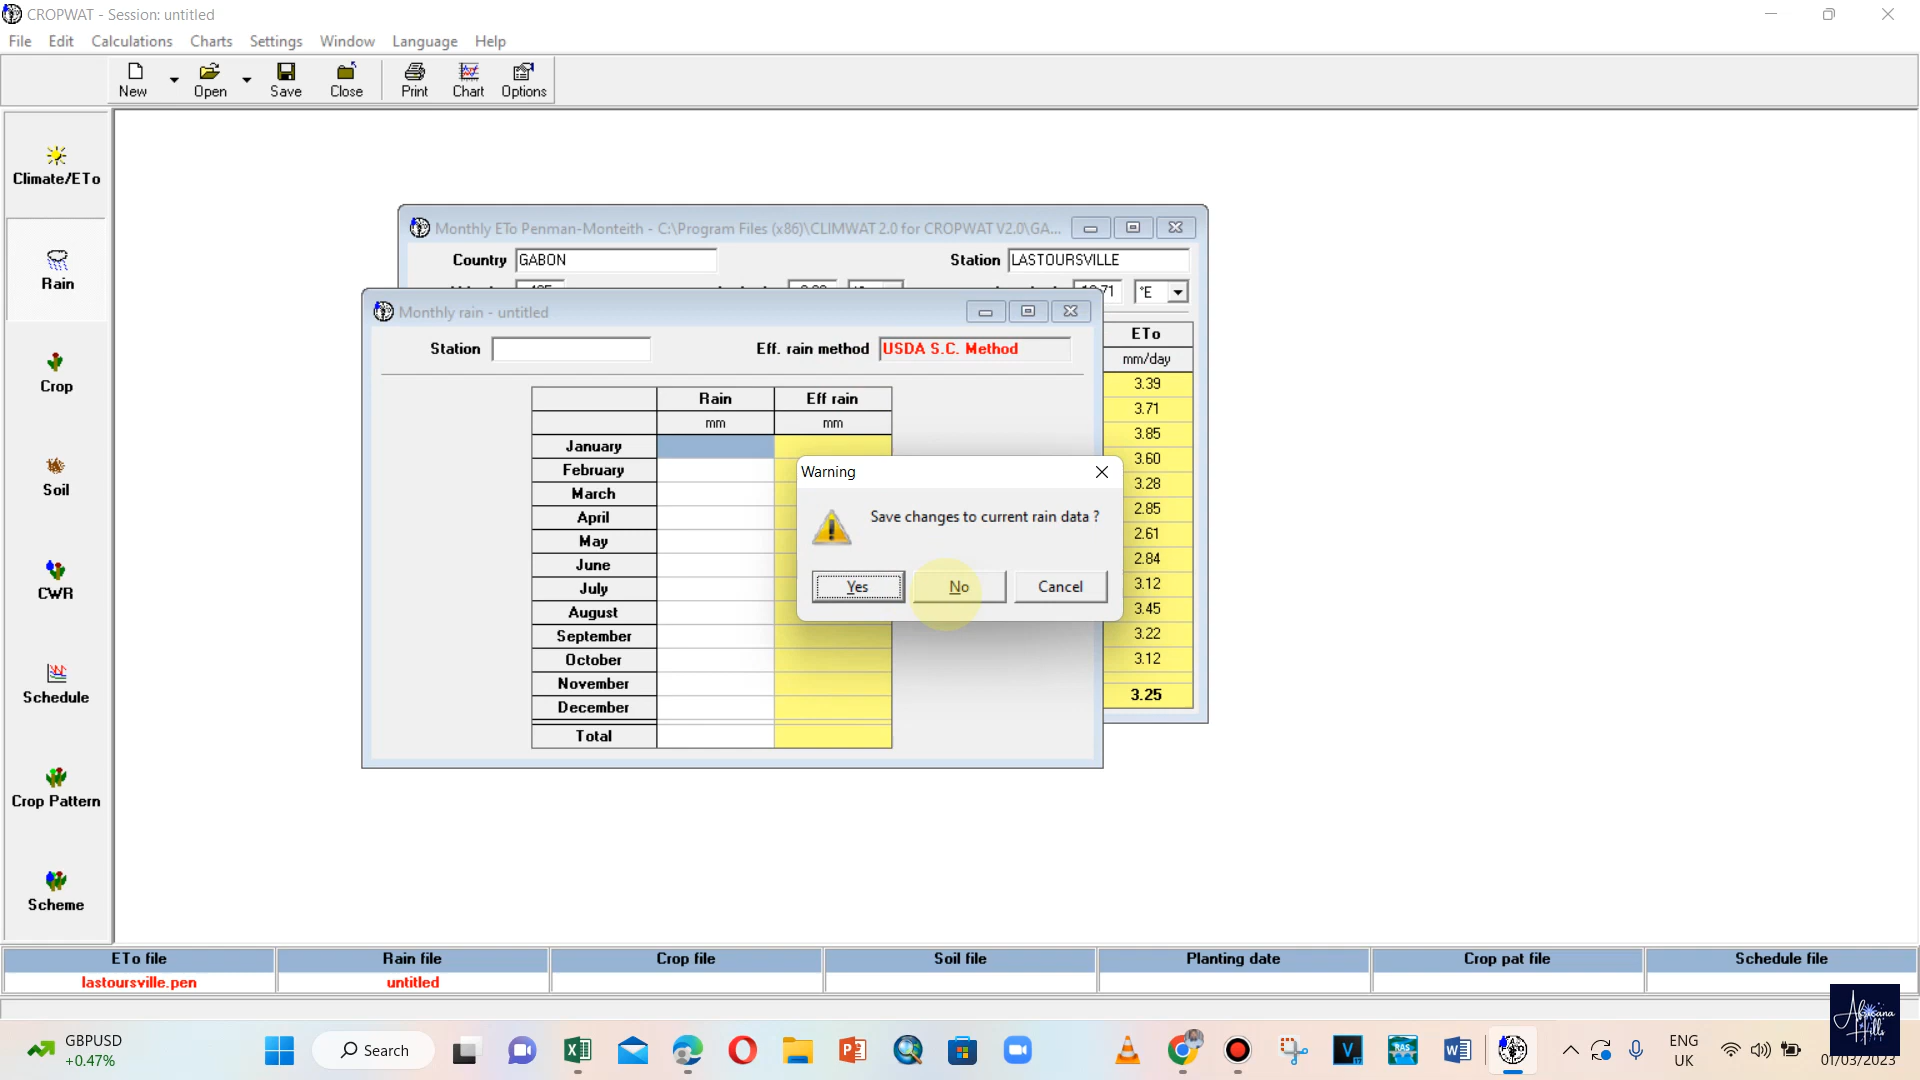 CROPWAT - Session: untitled
File Edit Calculations Charts Settings Window Language Help
New Open Save Close Print Chart Options
Climate/ETo
Rain
Crop
Soil
CWR
Schedule
Crop Pattern
Scheme
Monthly ETo Penman-Monteith - C:\Program Files (x86)\CLIMWAT 2.0 for CROPWAT V2.0\GA...
Country GABON Station LASTOURSVILLE
°E
Monthly rain - untitled
Station Eff. rain method USDA S.C. Method
Rain Eff rain
mm mm
January
February
March
April
May
June
July
August
September
October
November
December
Total
ETo
mm/day
3.39
3.71
3.85
3.60
3.28
2.85
2.61
2.84
3.12
3.45
3.22
3.12
3.25
Warning
Save changes to current rain data ?
Yes No Cancel
ETo file Rain file Crop file Soil file Planting date Crop pat file Schedule file
lastoursville.pen untitled
GBPUSD
+0.47%
Search
ENG
UK
01/03/2023
Africana
Hills